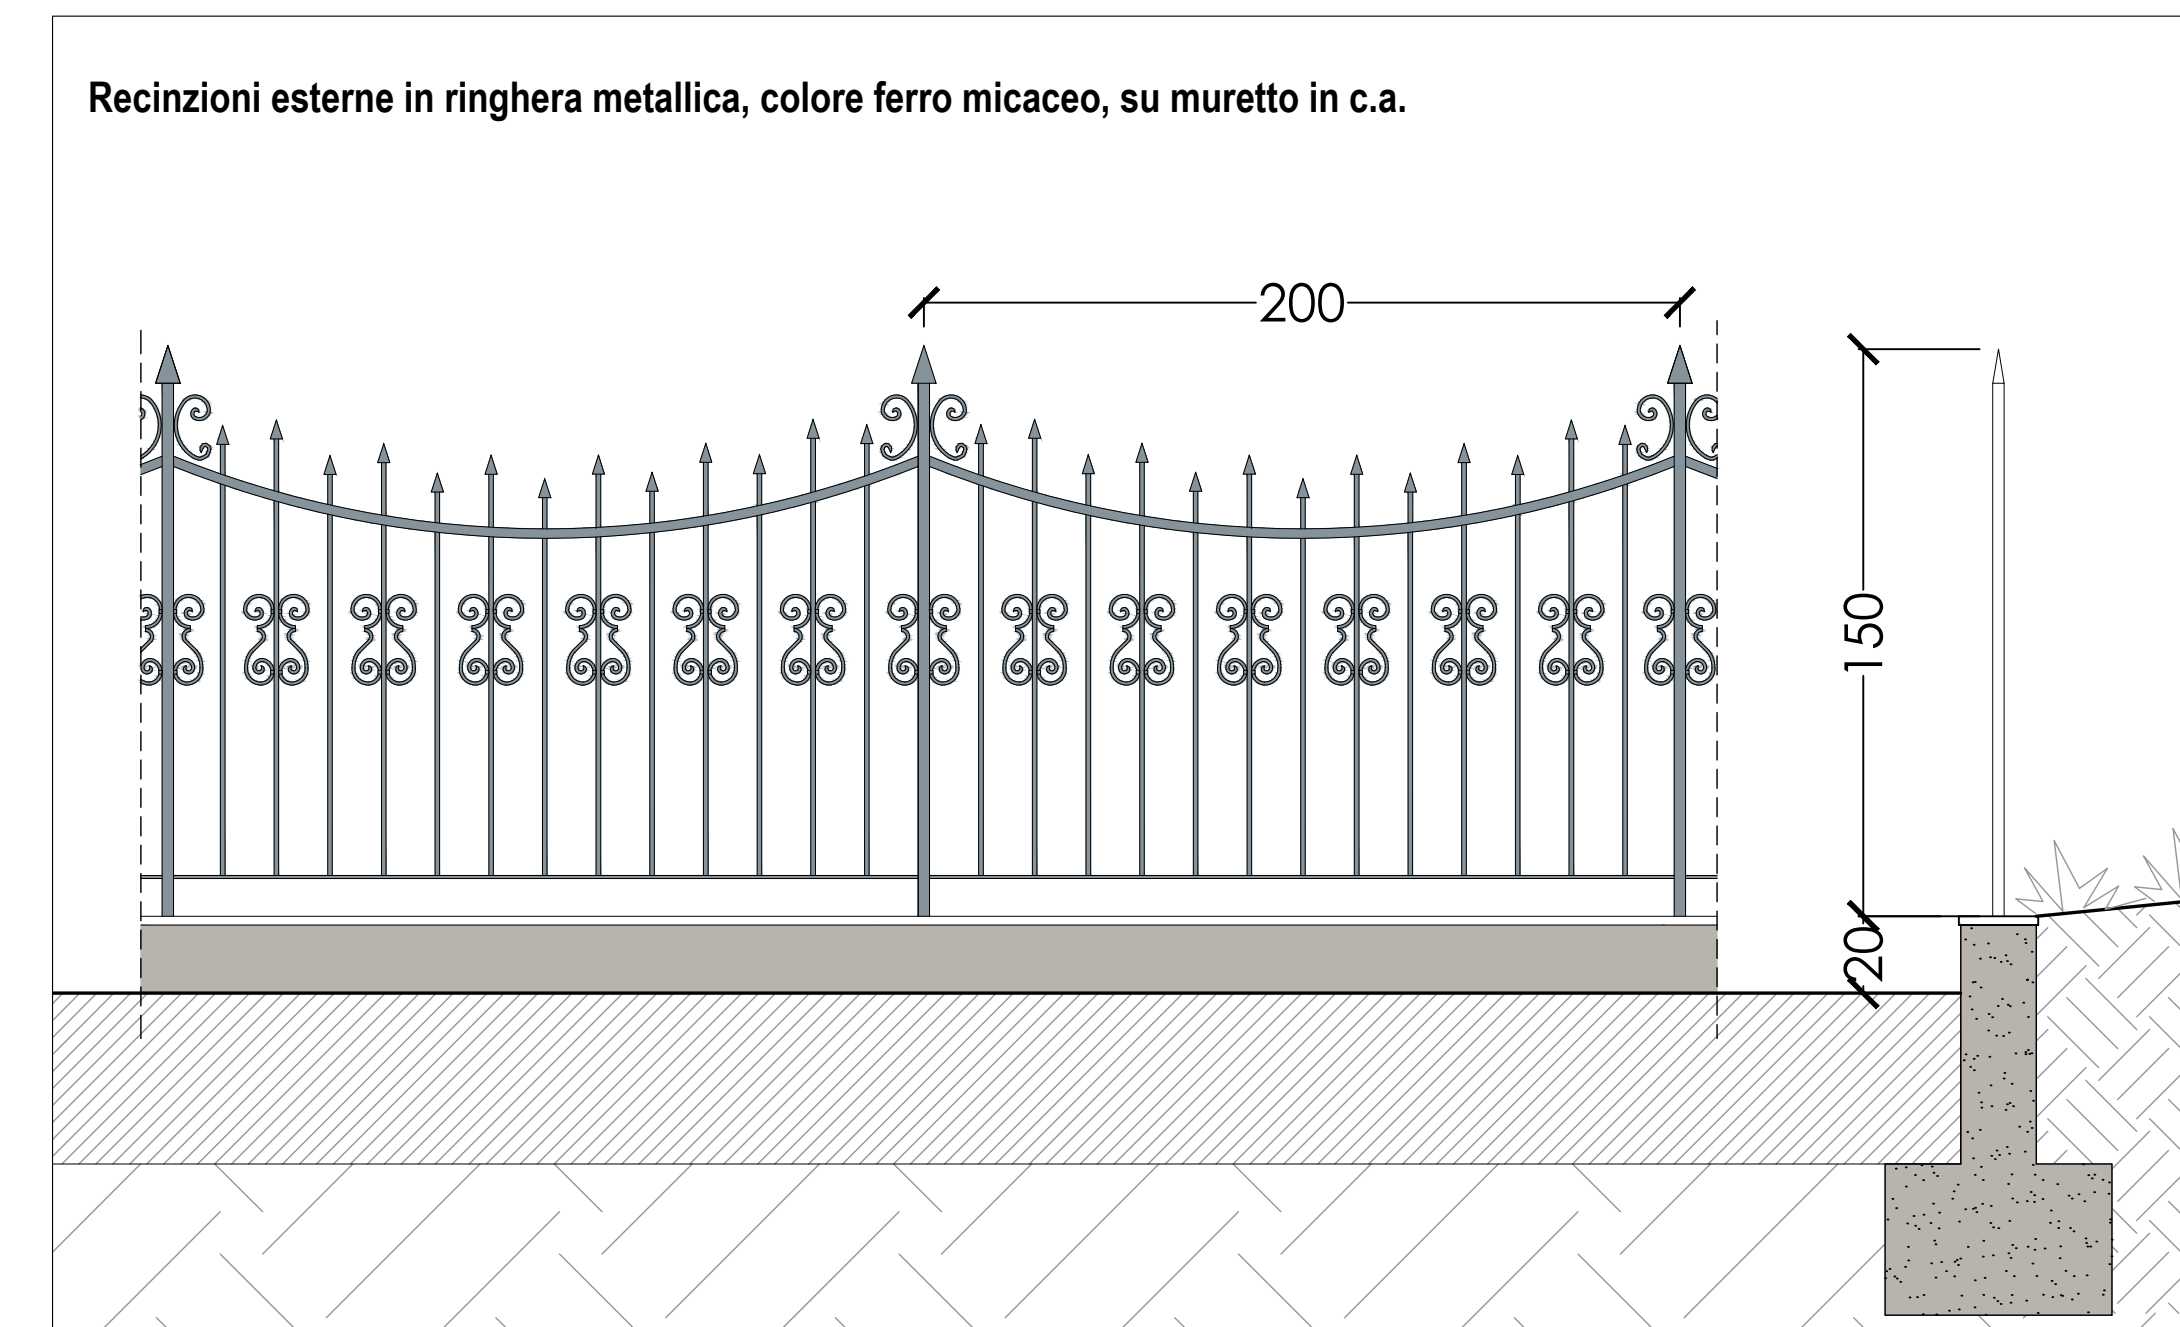 Recinzioni esterne in ringhera metallica, colore ferro micaceo, su muretto in c.a.
200
150
20